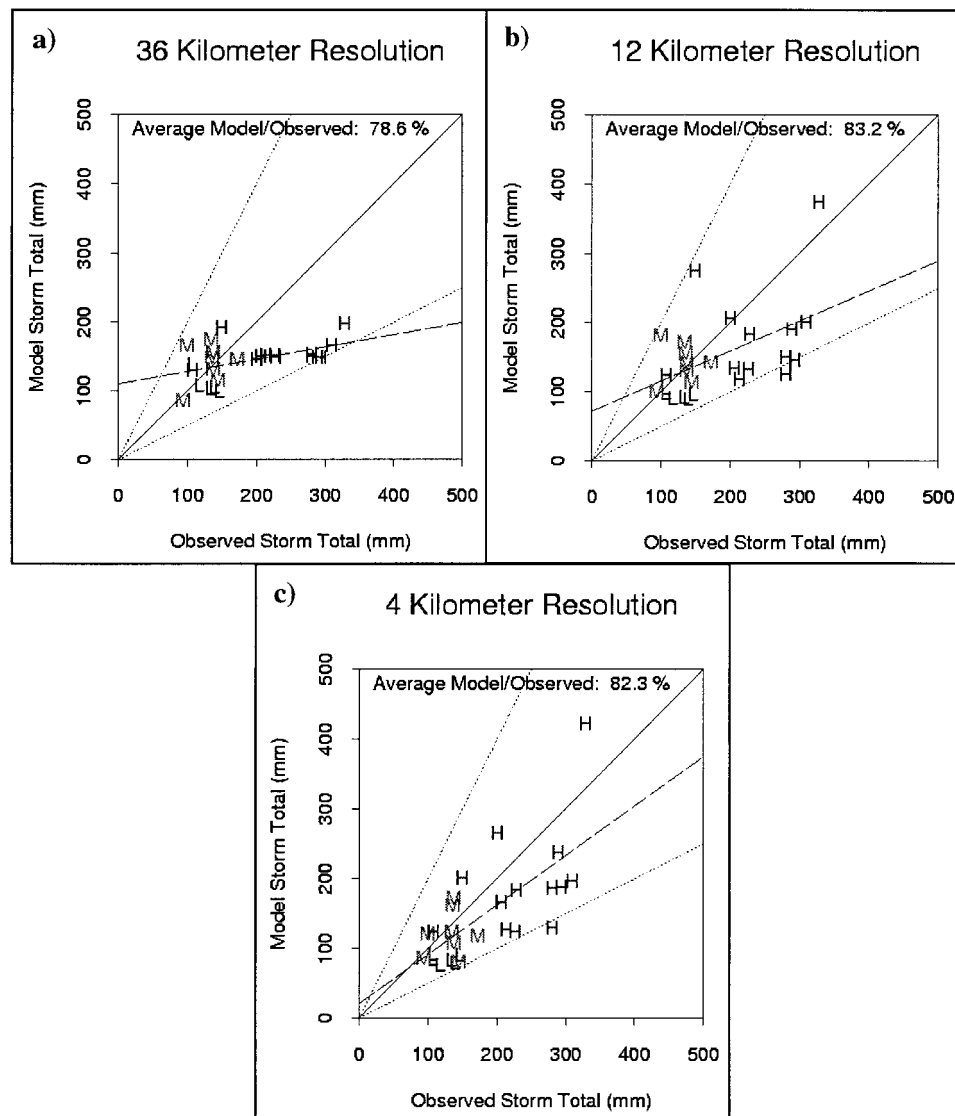 a)
36 Kilometer Resolution
Average Model/Observed: 78.6 %
Model Storm Total (mm)
500
400
300
200
100
0
0 100 200 300 400 500
Observed Storm Total (mm)
b)
12 Kilometer Resolution
Average Model/Observed: 83.2 %
Model Storm Total (mm)
500
400
300
200
100
0
0 100 200 300 400 500
Observed Storm Total (mm)
c)
4 Kilometer Resolution
Average Model/Observed: 82.3 %
Model Storm Total (mm)
500
400
300
200
100
0
0 100 200 300 400 500
Observed Storm Total (mm)